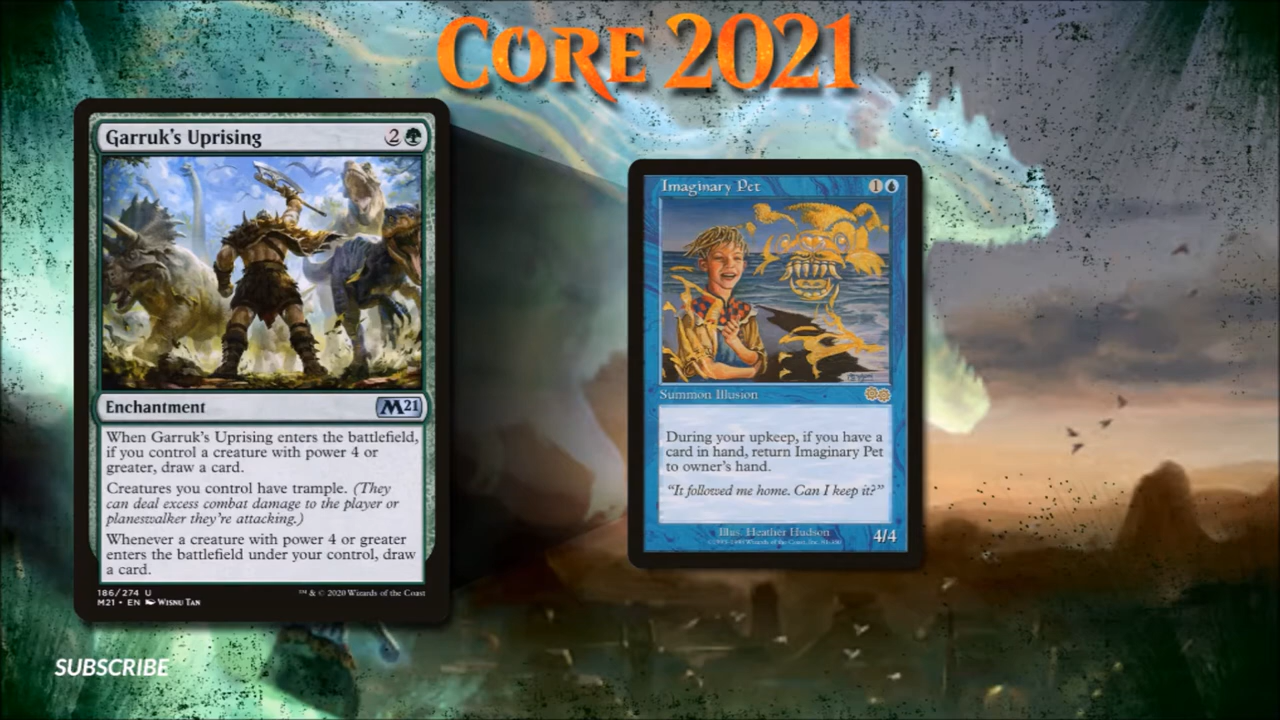 CORE 2021
Garruk's Uprising 2
Enchantment M21
When Garruk's Uprising enters the battlefield,
if you control a creature with power 4 or
greater, draw a card.
Creatures you control have trample. (They
can deal excess combat damage to the player or
planeswalker they're attacking.)
Whenever a creature with power 4 or greater
enters the battlefield under your control, draw
a card.
186/274 U
M21 • EN Wisnu Tan
™ & © 2020 Wizards of the Coast
Imaginary Pet 1
Summon Illusion
During your upkeep, if you have a
card in hand, return Imaginary Pet
to owner's hand.
"It followed me home. Can I keep it?"
Illus. Heather Hudson
4/4
SUBSCRIBE